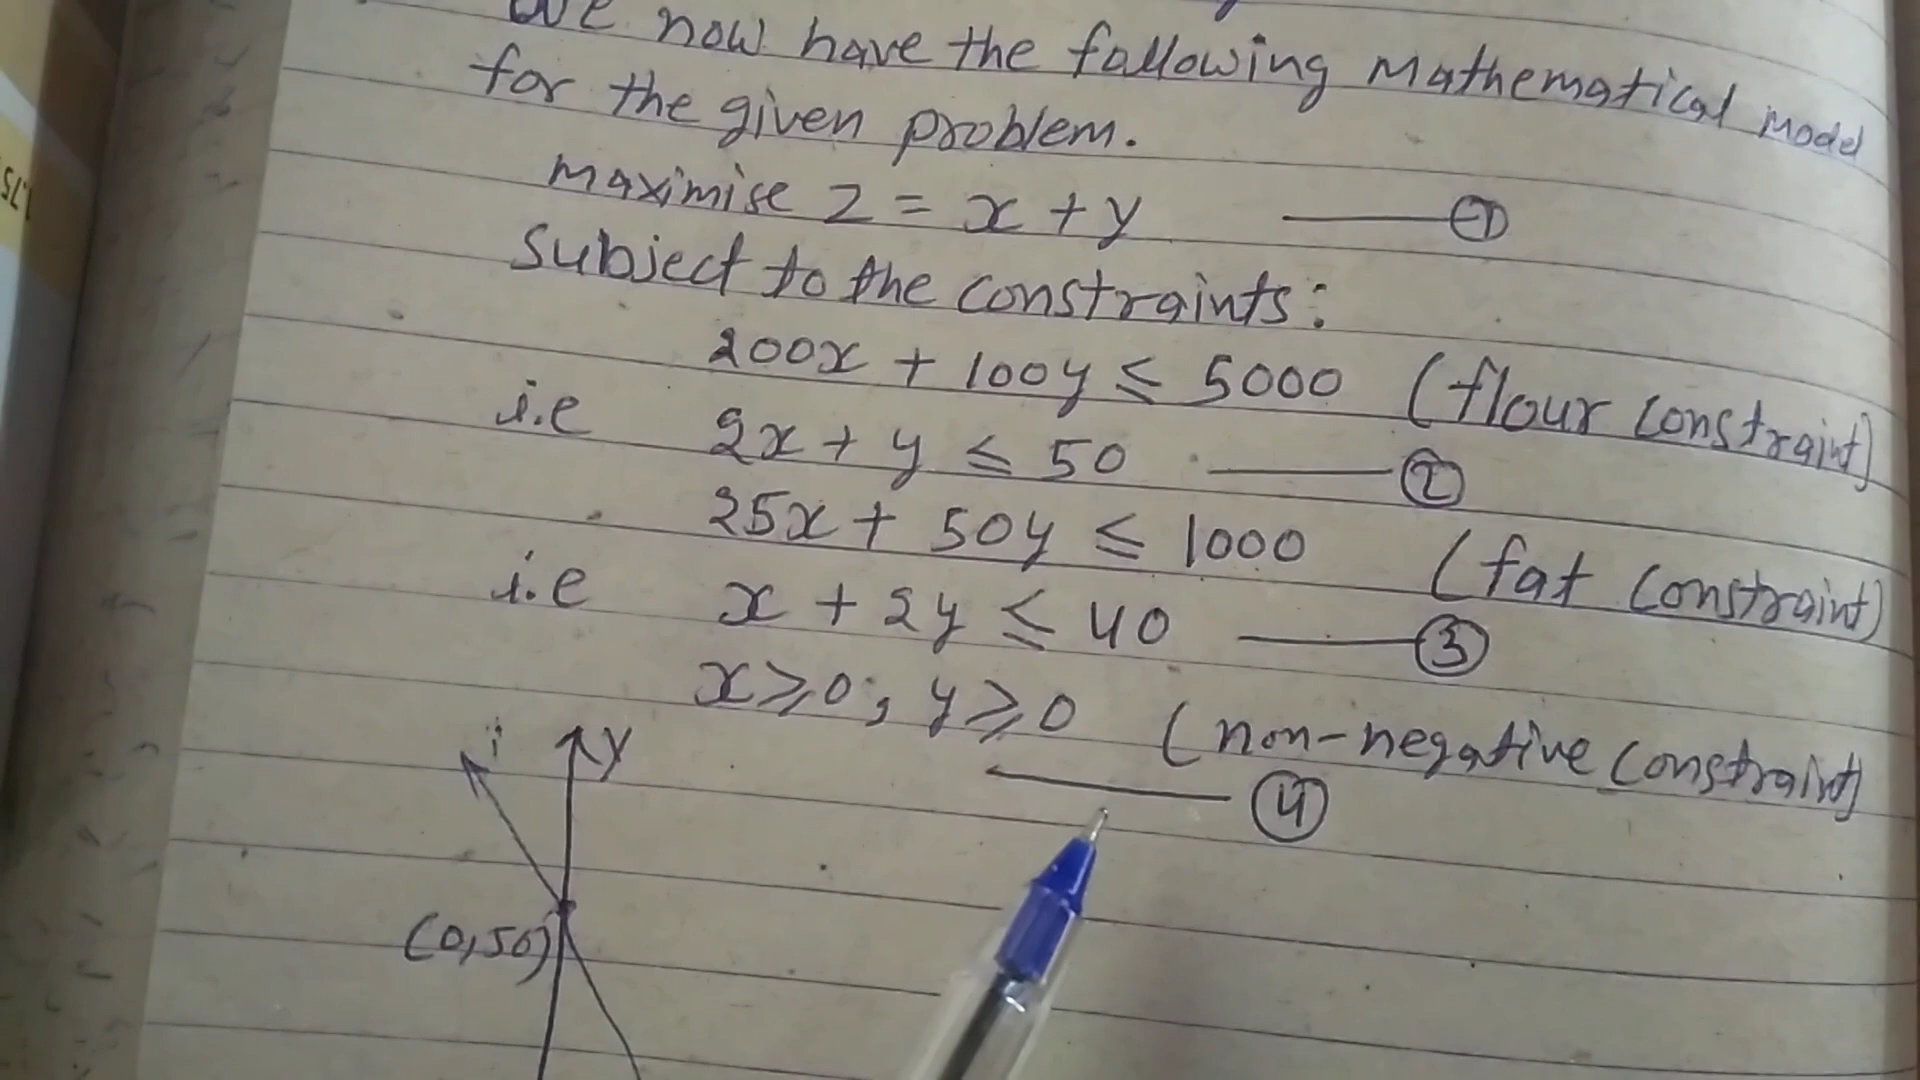 We now have the following Mathematical model
for the given problem.
Maximise Z = x + y ——— ①
Subject to the constraints:
200x + 100y ≤ 5000 (flour constraint)
i.e 2x + y ≤ 50 ——— ②
25x + 50y ≤ 1000 (fat constraint)
i.e x + 2y ≤ 40 ——— ③
x ≥ 0, y ≥ 0 (non-negative constraint)
——— ④
y
(0,50)